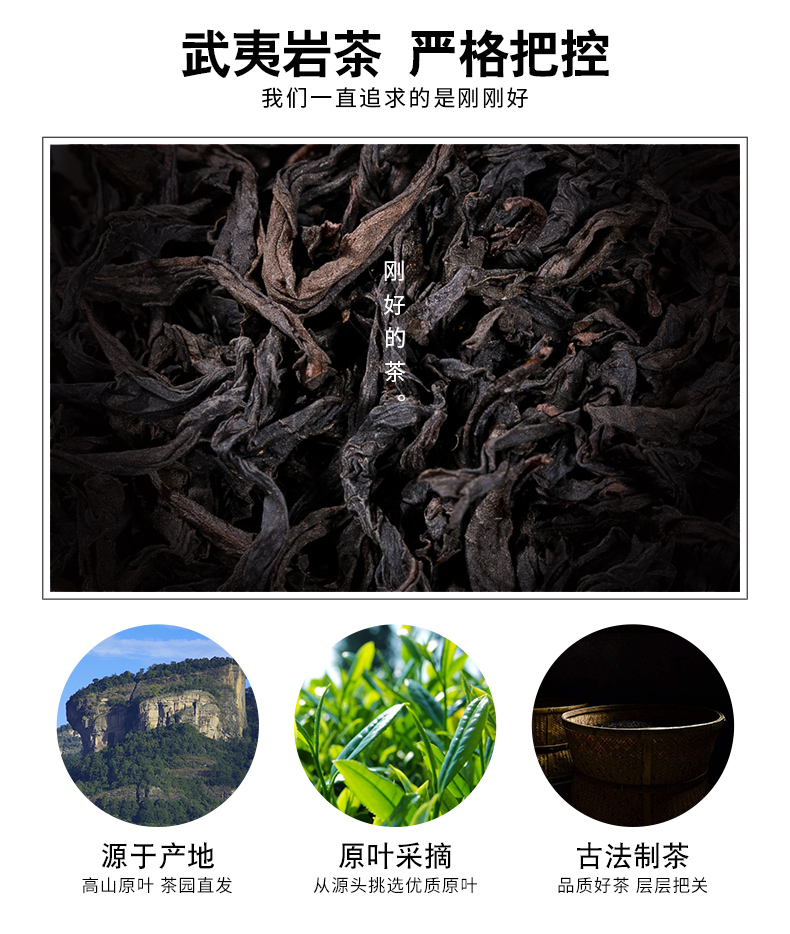 武夷岩茶 严格把控
我们一直追求的是刚刚好
刚好的茶。
源于产地
高山原叶 茶园直发
原叶采摘
从源头挑选优质原叶
古法制茶
品质好茶 层层把关